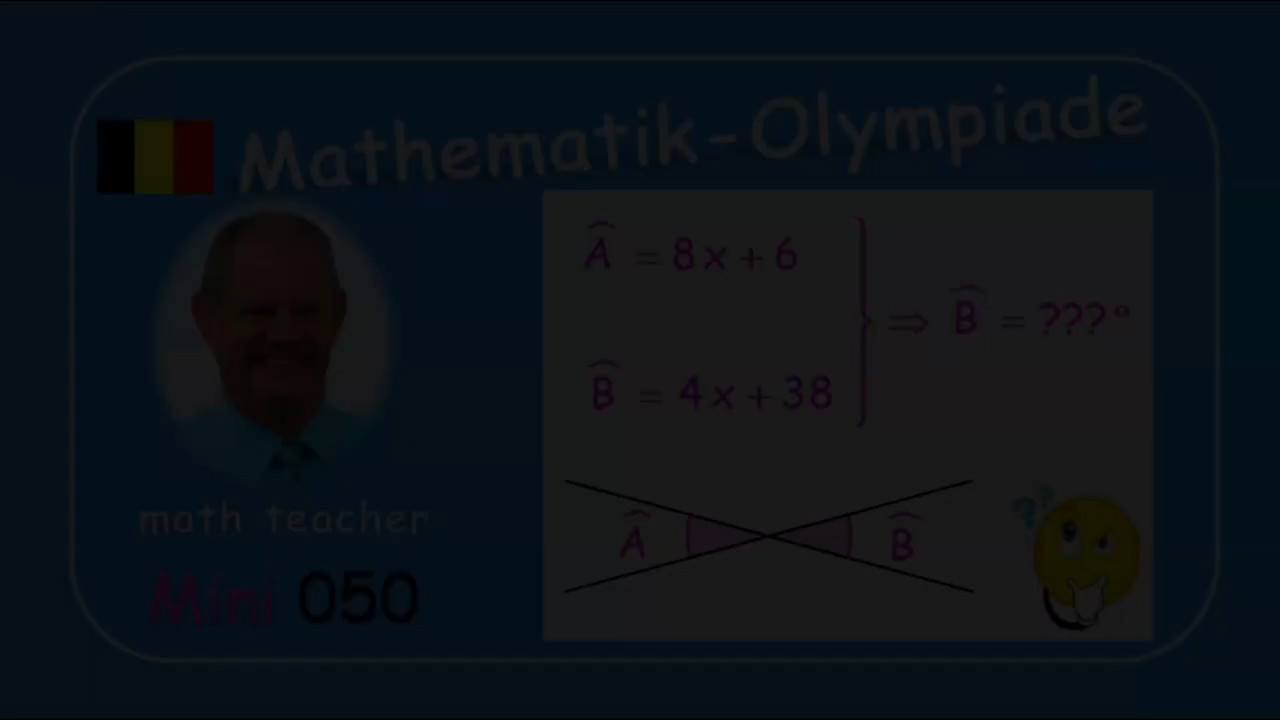 Mathematik-Olympiade
A = 8x + 6
⇒ B = ???°
B = 4x + 38
A
B
??
math teacher
Mini 050